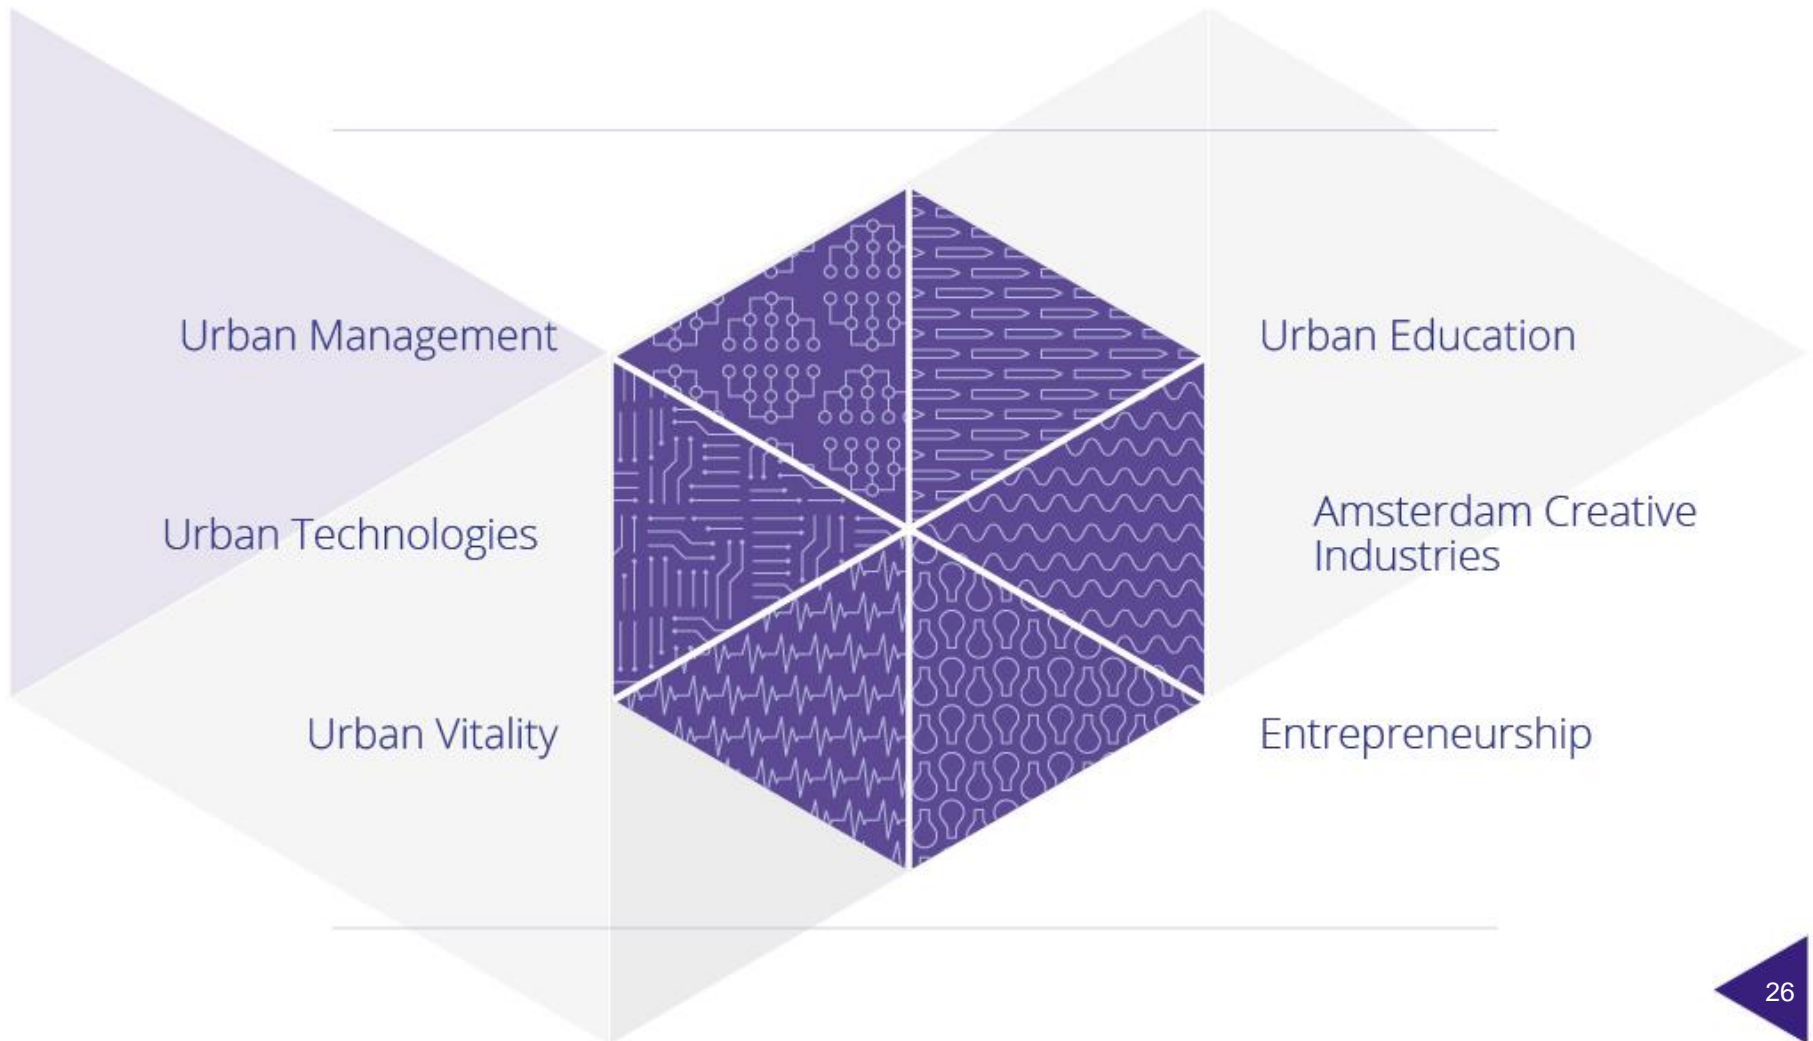 Urban Management
Urban Education
Urban Technologies
Amsterdam Creative
Industries
Urban Vitality
Entrepreneurship
26